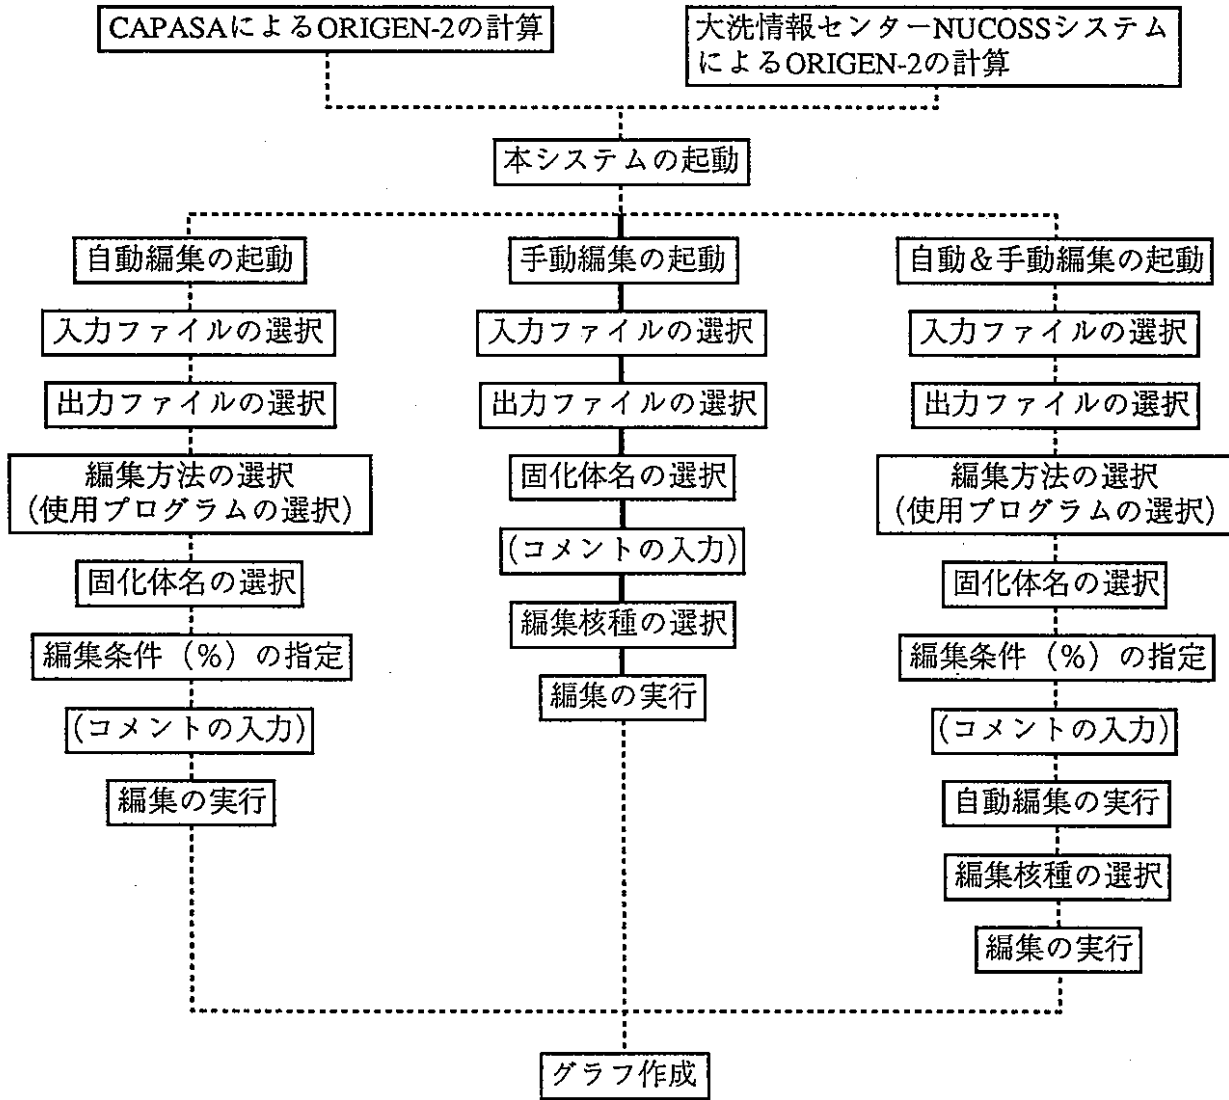 CAPASAによるORIGEN-2の計算
大洗情報センターNUCOSSシステム
によるORIGEN-2の計算
本システムの起動
自動編集の起動
入力ファイルの選択
出力ファイルの選択
編集方法の選択
(使用プログラムの選択)
固化体名の選択
編集条件（%）の指定
(コメントの入力)
編集の実行
手動編集の起動
入力ファイルの選択
出力ファイルの選択
固化体名の選択
(コメントの入力)
編集核種の選択
編集の実行
自動&手動編集の起動
入力ファイルの選択
出力ファイルの選択
編集方法の選択
(使用プログラムの選択)
固化体名の選択
編集条件（%）の指定
(コメントの入力)
自動編集の実行
編集核種の選択
編集の実行
グラフ作成